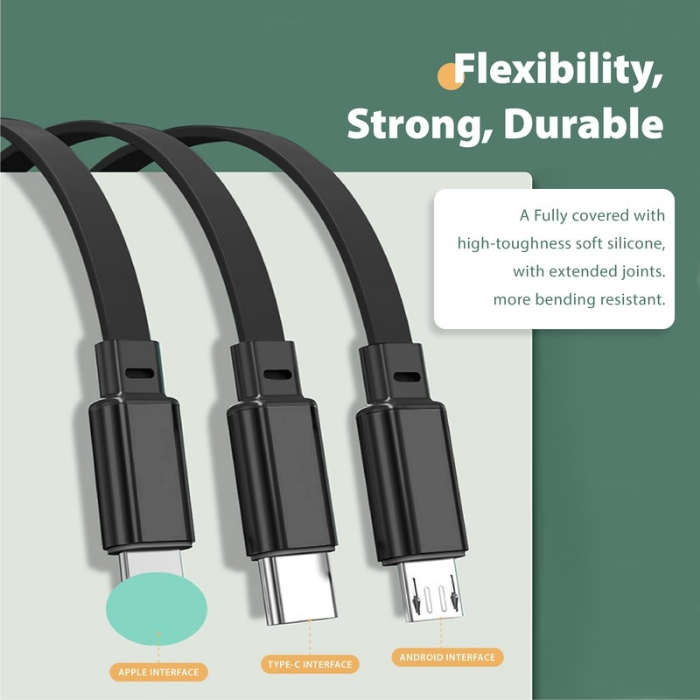 Flexibility,
Strong, Durable
A Fully covered with
high-toughness soft silicone,
with extended joints.
more bending resistant.
APPLE INTERFACE
TYPE-C INTERFACE
ANDROID INTERFACE